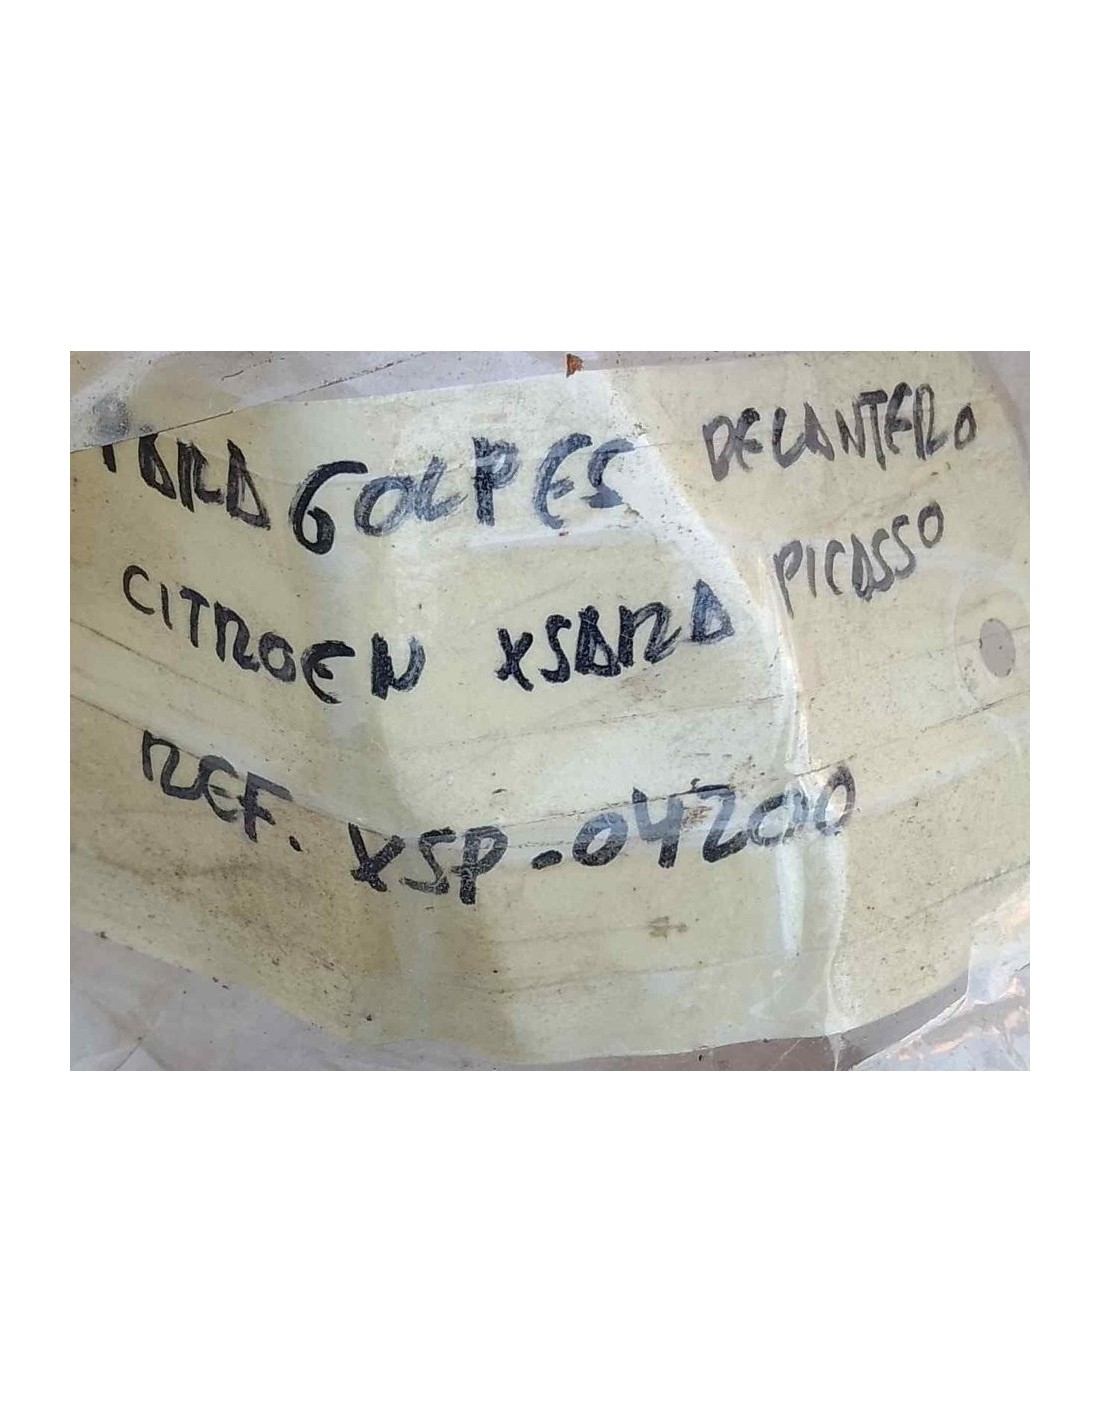 PARAGOLPES DELANTERO
CITROEN XSARA PICASSO
REF. XSP-04200